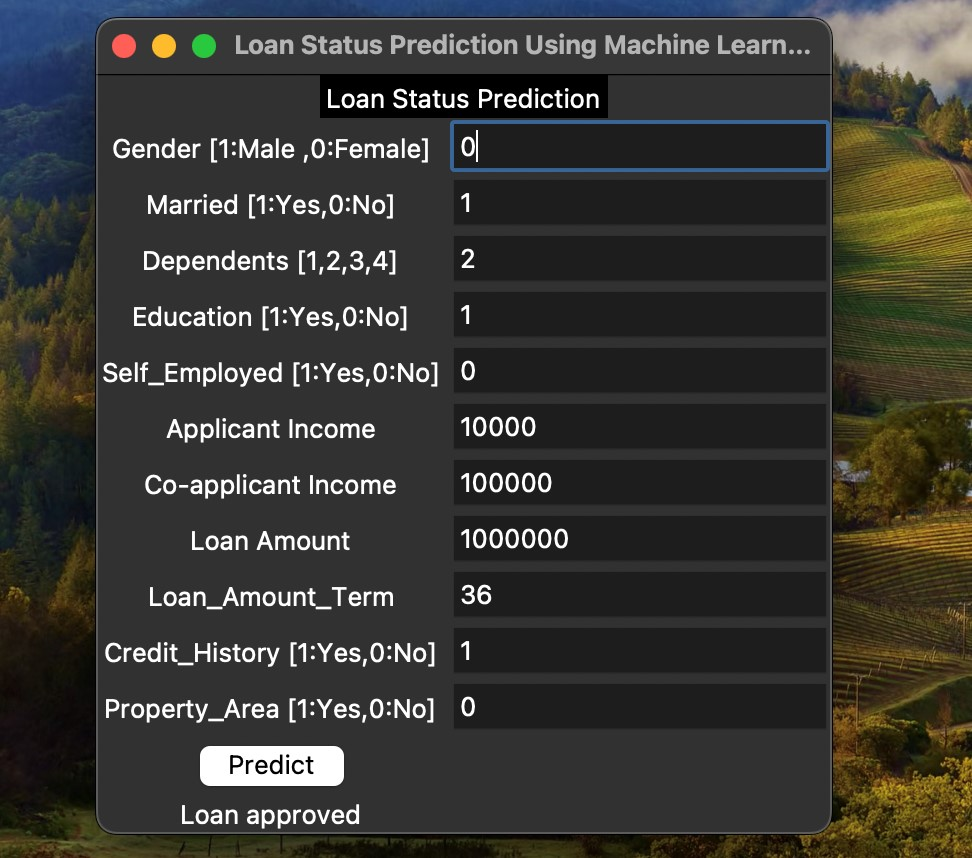 Loan Status Prediction Using Machine Learn...
Loan Status Prediction
Gender [1:Male ,0:Female] 0
Married [1:Yes,0:No] 1
Dependents [1,2,3,4] 2
Education [1:Yes,0:No] 1
Self_Employed [1:Yes,0:No] 0
Applicant Income 10000
Co-applicant Income 100000
Loan Amount 1000000
Loan_Amount_Term 36
Credit_History [1:Yes,0:No] 1
Property_Area [1:Yes,0:No] 0
Predict
Loan approved